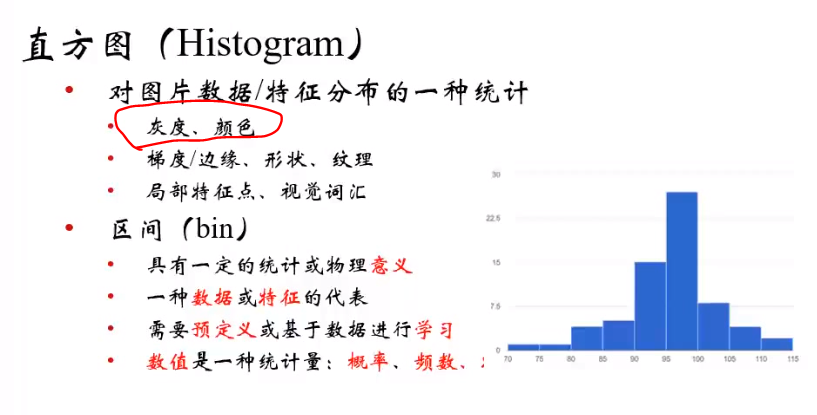 直方图（Histogram）
对图片数据/特征分布的一种统计
灰度、颜色
梯度/边缘、形状、纹理
局部特征点、视觉词汇
区间（bin）
具有一定的统计或物理意义
一种数据或特征的代表
需要预定义或基于数据进行学习
数值是一种统计量：概率、频数、
30
22.5
15
7.5
0
70 75 80 85 90 95 100 105 110 115